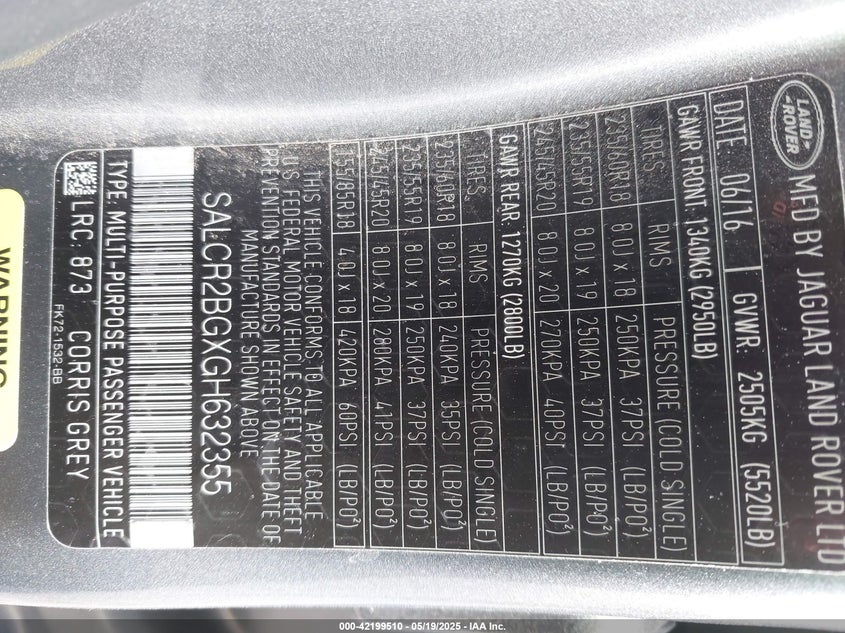 LAND-
-ROVER
MFD BY JAGUAR LAND ROVER LTD
DATE 06/16 GVWR: 2505KG (5520LB)
GAWR FRONT: 1340KG (2950LB)
TIRES RIMS PRESSURE (COLD SINGLE)
235/60R18 8.0J x 18 250KPA 37PSI (LB/PO²)
235/55R19 8.0J x 19 250KPA 37PSI (LB/PO²)
245/45R20 8.0J x 20 270KPA 40PSI (LB/PO²)
GAWR REAR: 1270KG (2800LB)
TIRES RIMS PRESSURE (COLD SINGLE)
235/60R18 8.0J x 18 240KPA 35PSI (LB/PO²)
235/55R19 8.0J x 19 250KPA 37PSI (LB/PO²)
245/45R20 8.0J x 20 280KPA 41PSI (LB/PO²)
155/85R18 4.0J x 18 420KPA 60PSI (LB/PO²)
THIS VEHICLE CONFORMS TO ALL APPLICABLE
U.S. FEDERAL MOTOR VEHICLE SAFETY AND THEFT
PREVENTION STANDARDS IN EFFECT ON THE DATE OF
MANUFACTURE SHOWN ABOVE
SALCR2BGXGH632355
TYPE: MULTI-PURPOSE PASSENGER VEHICLE
LRC: 873 CORRIS GREY
FK72-1532-BB
WARNING
000-42199510 - 05/19/2025 - IAA Inc.